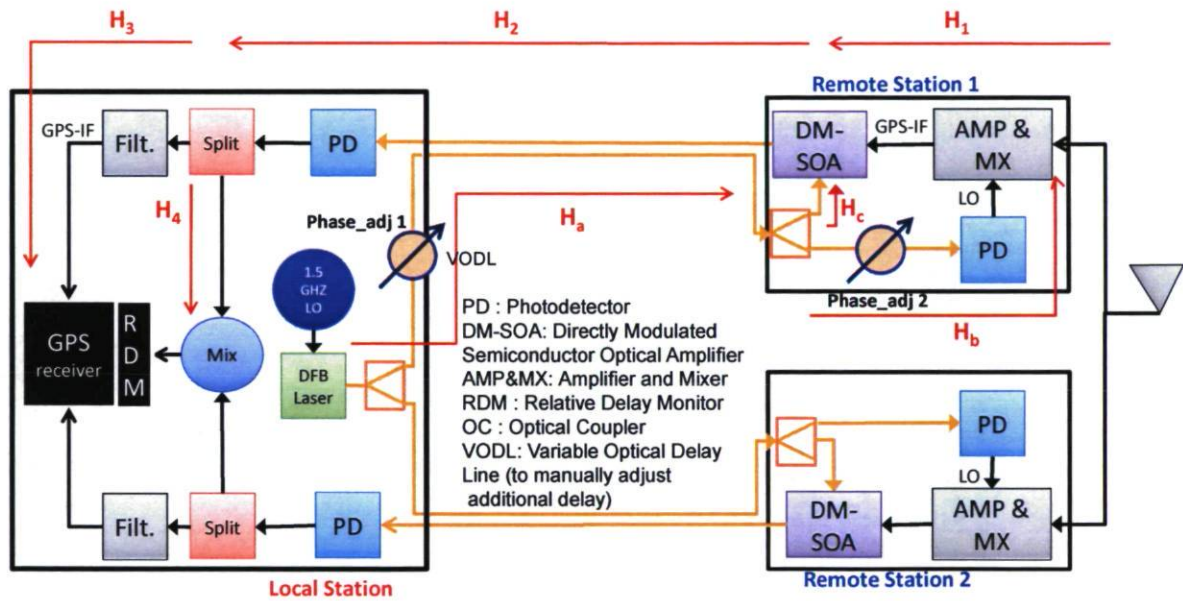 H3
H2
H1
Remote Station 1
GPS-IF
Filt.
Split
PD
DM-
SOA
GPS-IF
AMP &
MX
H4
Phase_adj 1
Ha
Hc
LO
PD
VODL
Phase_adj 2
1.5
GHZ
LO
Hb
GPS
receiver
R
D
M
Mix
DFB
Laser
PD : Photodetector
DM-SOA: Directly Modulated
Semiconductor Optical Amplifier
AMP&MX: Amplifier and Mixer
RDM : Relative Delay Monitor
OC : Optical Coupler
VODL: Variable Optical Delay
Line (to manually adjust
additional delay)
PD
LO
Filt.
Split
PD
DM-
SOA
AMP &
MX
Local Station
Remote Station 2